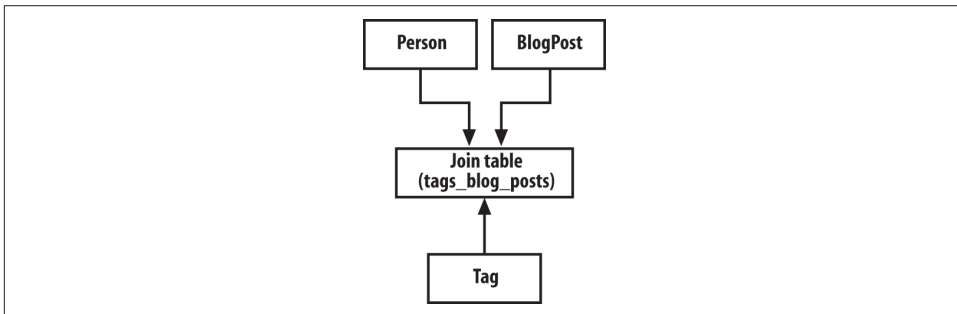 Person
BlogPost
Join table
(tags_blog_posts)
Tag